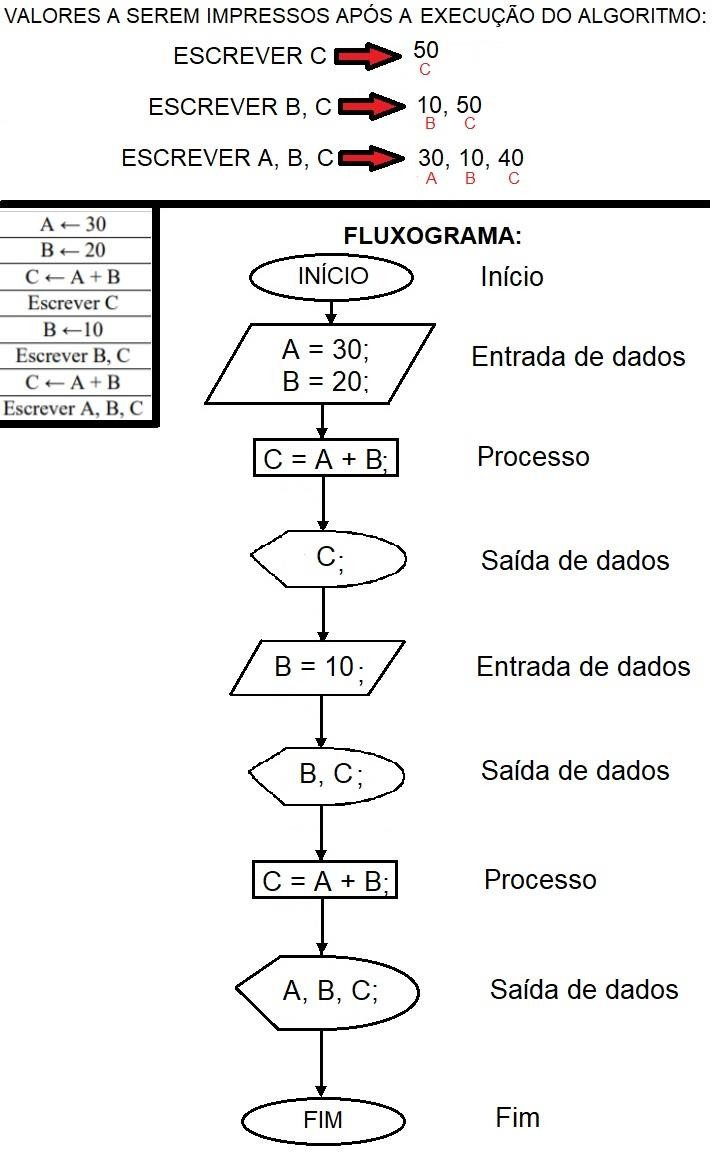 VALORES A SEREM IMPRESSOS APÓS A EXECUÇÃO DO ALGORITMO:
ESCREVER C 50
C
ESCREVER B, C 10, 50
B C
ESCREVER A, B, C 30, 10, 40
A B C
A ← 30
B ← 20
C ← A + B
Escrever C
B ←10
Escrever B, C
C ← A + B
Escrever A, B, C
FLUXOGRAMA:
INÍCIO Início
A = 30;
B = 20;
Entrada de dados
C = A + B; Processo
C; Saída de dados
B = 10; Entrada de dados
B, C; Saída de dados
C = A + B; Processo
A, B, C; Saída de dados
FIM Fim